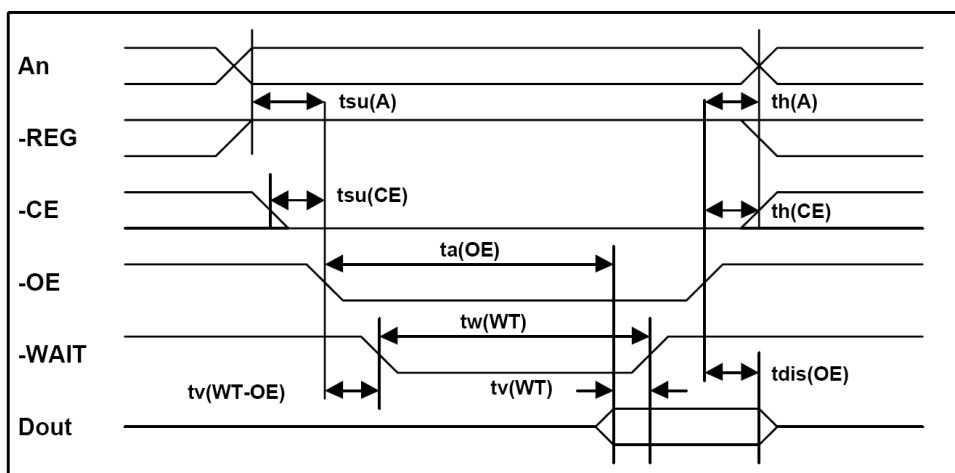 An
tsu(A)
th(A)
-REG
-CE
tsu(CE)
th(CE)
ta(OE)
-OE
tw(WT)
-WAIT
tv(WT-OE)
tv(WT)
tdis(OE)
Dout